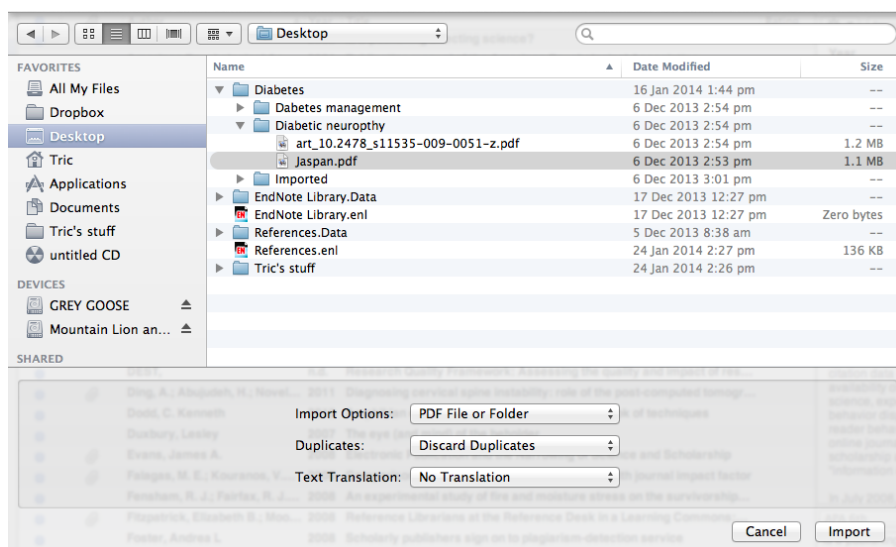 Desktop
FAVORITES
All My Files
Dropbox
Desktop
Tric
Applications
Documents
Tric's stuff
untitled CD
DEVICES
GREY GOOSE
Mountain Lion an...
SHARED
Name Date Modified Size
Diabetes 16 Jan 2014 1:44 pm --
Dabetes management 6 Dec 2013 2:54 pm --
Diabetic neuropthy 6 Dec 2013 2:54 pm --
art_10.2478_s11535-009-0051-z.pdf 6 Dec 2013 2:54 pm 1.2 MB
Jaspan.pdf 6 Dec 2013 2:53 pm 1.1 MB
Imported 6 Dec 2013 3:01 pm --
EndNote Library.Data 17 Dec 2013 12:27 pm --
EndNote Library.enl 17 Dec 2013 12:27 pm Zero bytes
References.Data 5 Dec 2013 8:38 am --
References.enl 24 Jan 2014 2:27 pm 136 KB
Tric's stuff 24 Jan 2014 2:26 pm --
Import Options: PDF File or Folder
Duplicates: Discard Duplicates
Text Translation: No Translation
Cancel Import